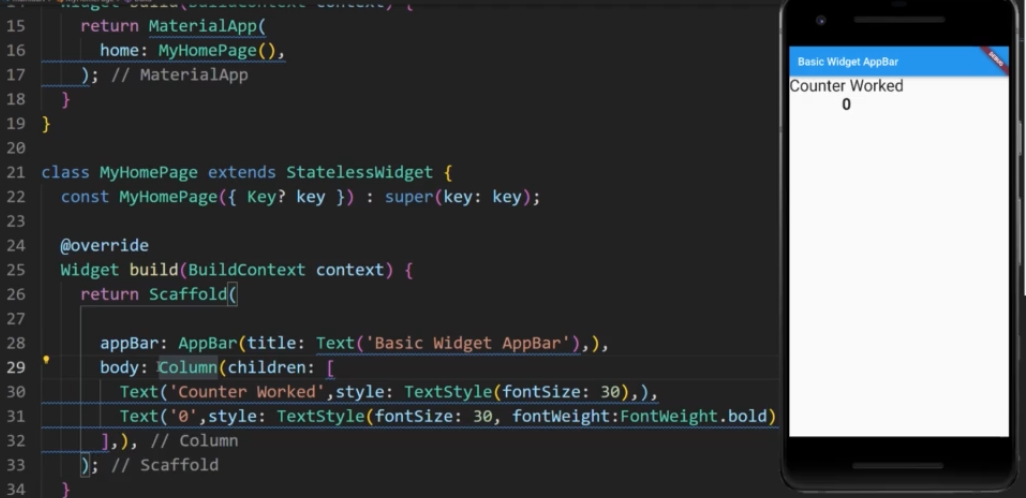 Widget build(BuildContext context) {
15 return MaterialApp(
16 home: MyHomePage(),
17 ); // MaterialApp
18 }
19 }
20
21 class MyHomePage extends StatelessWidget {
22 const MyHomePage({ Key? key }) : super(key: key);
23
24 @override
25 Widget build(BuildContext context) {
26 return Scaffold(
27
28 appBar: AppBar(title: Text('Basic Widget AppBar'),),
29 body: Column(children: [
30 Text('Counter Worked',style: TextStyle(fontSize: 30),),
31 Text('0',style: TextStyle(fontSize: 30, fontWeight:FontWeight.bold)
32 ],), // Column
33 ); // Scaffold
34 }
Basic Widget AppBar
DEBUG
Counter Worked
0